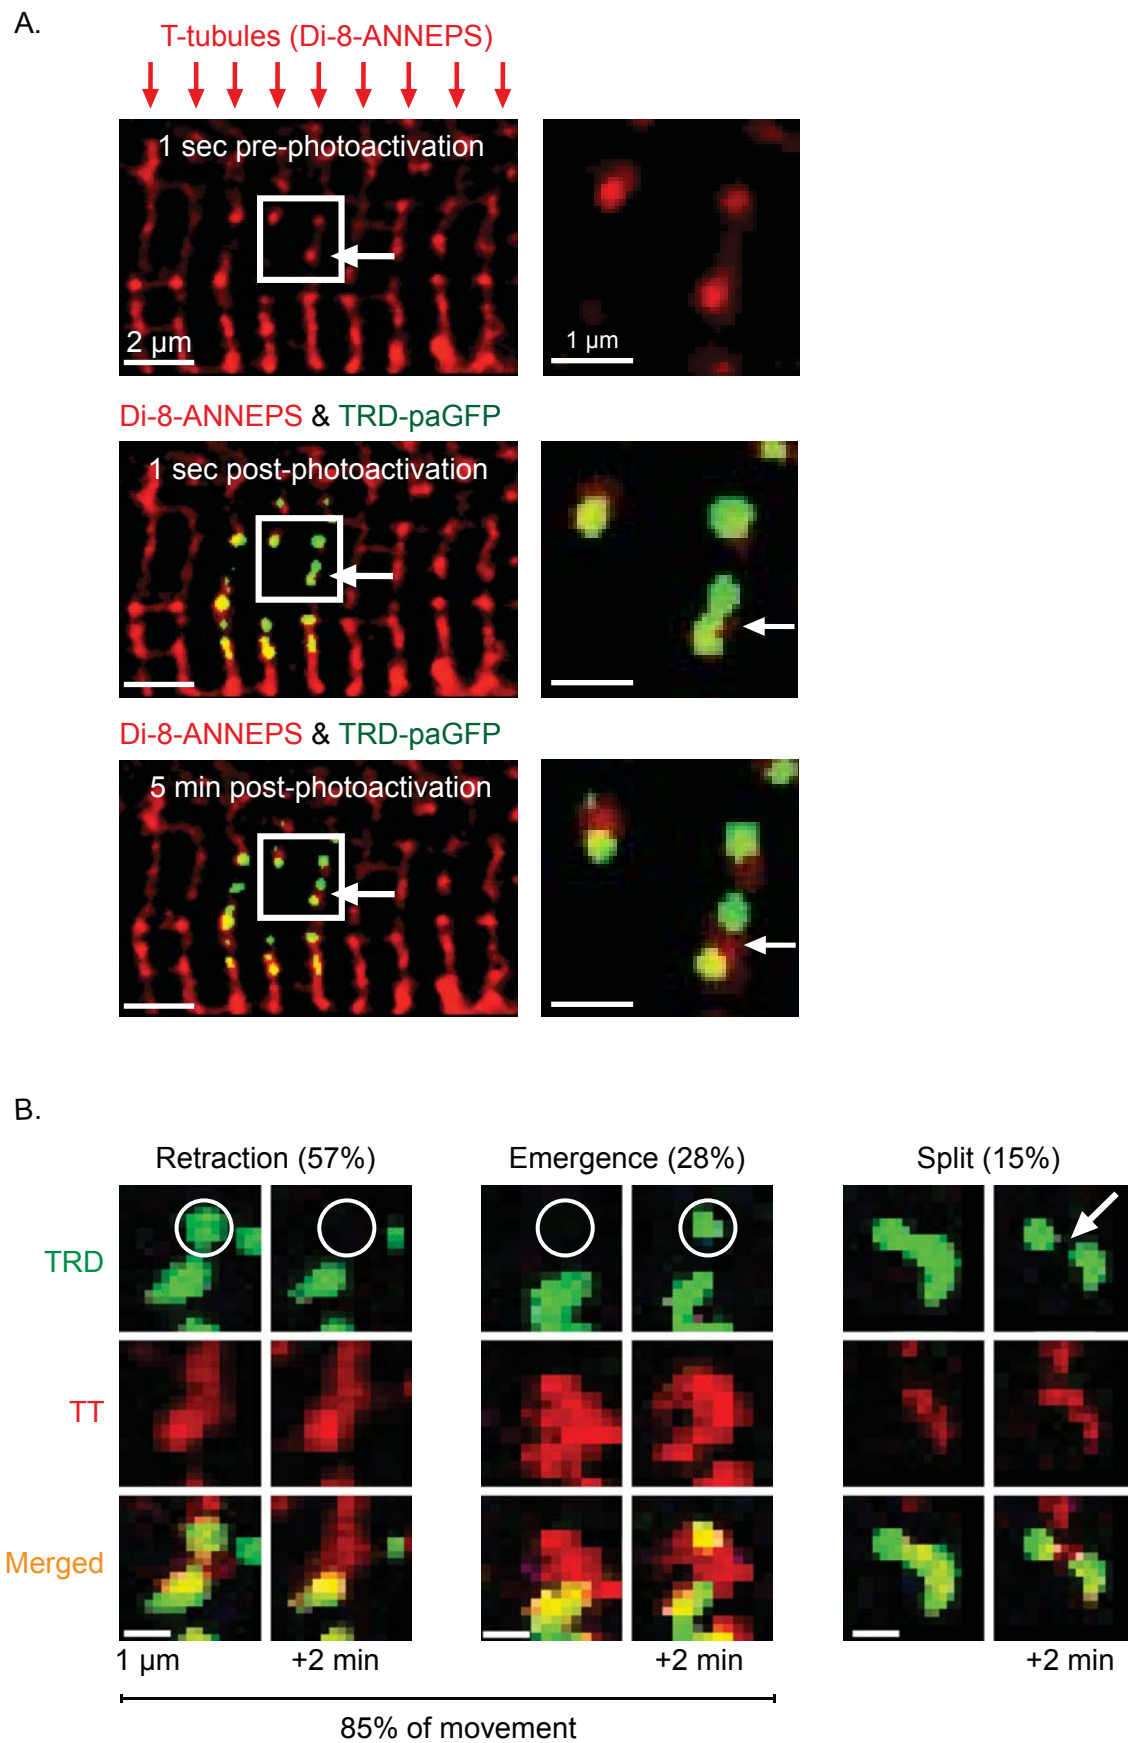 A.
T-tubules (Di-8-ANNEPS)
1 sec pre-photoactivation
2 μm
1 μm
Di-8-ANNEPS & TRD-paGFP
1 sec post-photoactivation
Di-8-ANNEPS & TRD-paGFP
5 min post-photoactivation
B.
Retraction (57%)
Emergence (28%)
Split (15%)
TRD
TT
Merged
1 μm
+2 min
+2 min
+2 min
85% of movement